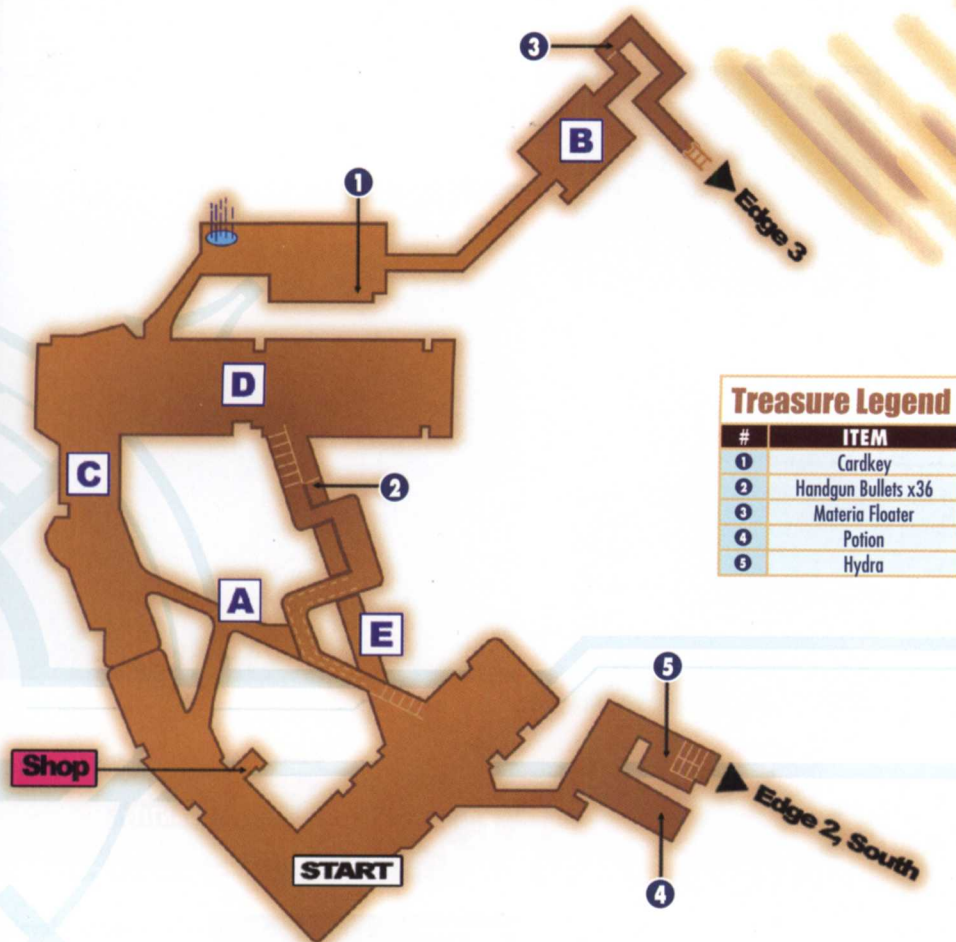 3
B
1
Edge 3
D
Treasure Legend
# ITEM
1 Cardkey
2 Handgun Bullets x36
3 Materia Floater
4 Potion
5 Hydra
C
2
A
E
5
Shop
Edge 2, South
START
4